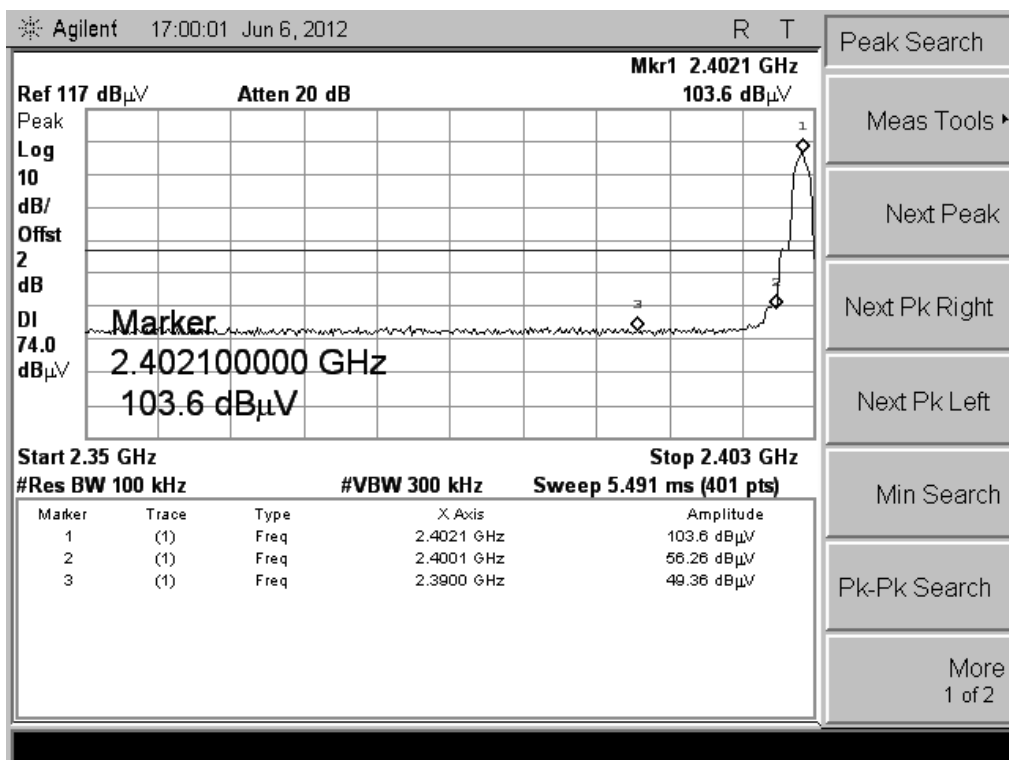 Agilent 17:00:01 Jun 6, 2012 R T
Mkr1 2.4021 GHz
Ref 117 dBµV Atten 20 dB 103.6 dBµV
Peak
Log
10
dB/
Offst
2
dB
DI
74.0
dBµV
1
2
3
Marker
2.402100000 GHz
103.6 dBµV
Start 2.35 GHz Stop 2.403 GHz
#Res BW 100 kHz #VBW 300 kHz Sweep 5.491 ms (401 pts)
Marker Trace Type X Axis Amplitude
1 (1) Freq 2.4021 GHz 103.6 dBµV
2 (1) Freq 2.4001 GHz 56.26 dBµV
3 (1) Freq 2.3900 GHz 49.36 dBµV
Peak Search
Meas Tools
Next Peak
Next Pk Right
Next Pk Left
Min Search
Pk-Pk Search
More
1 of 2